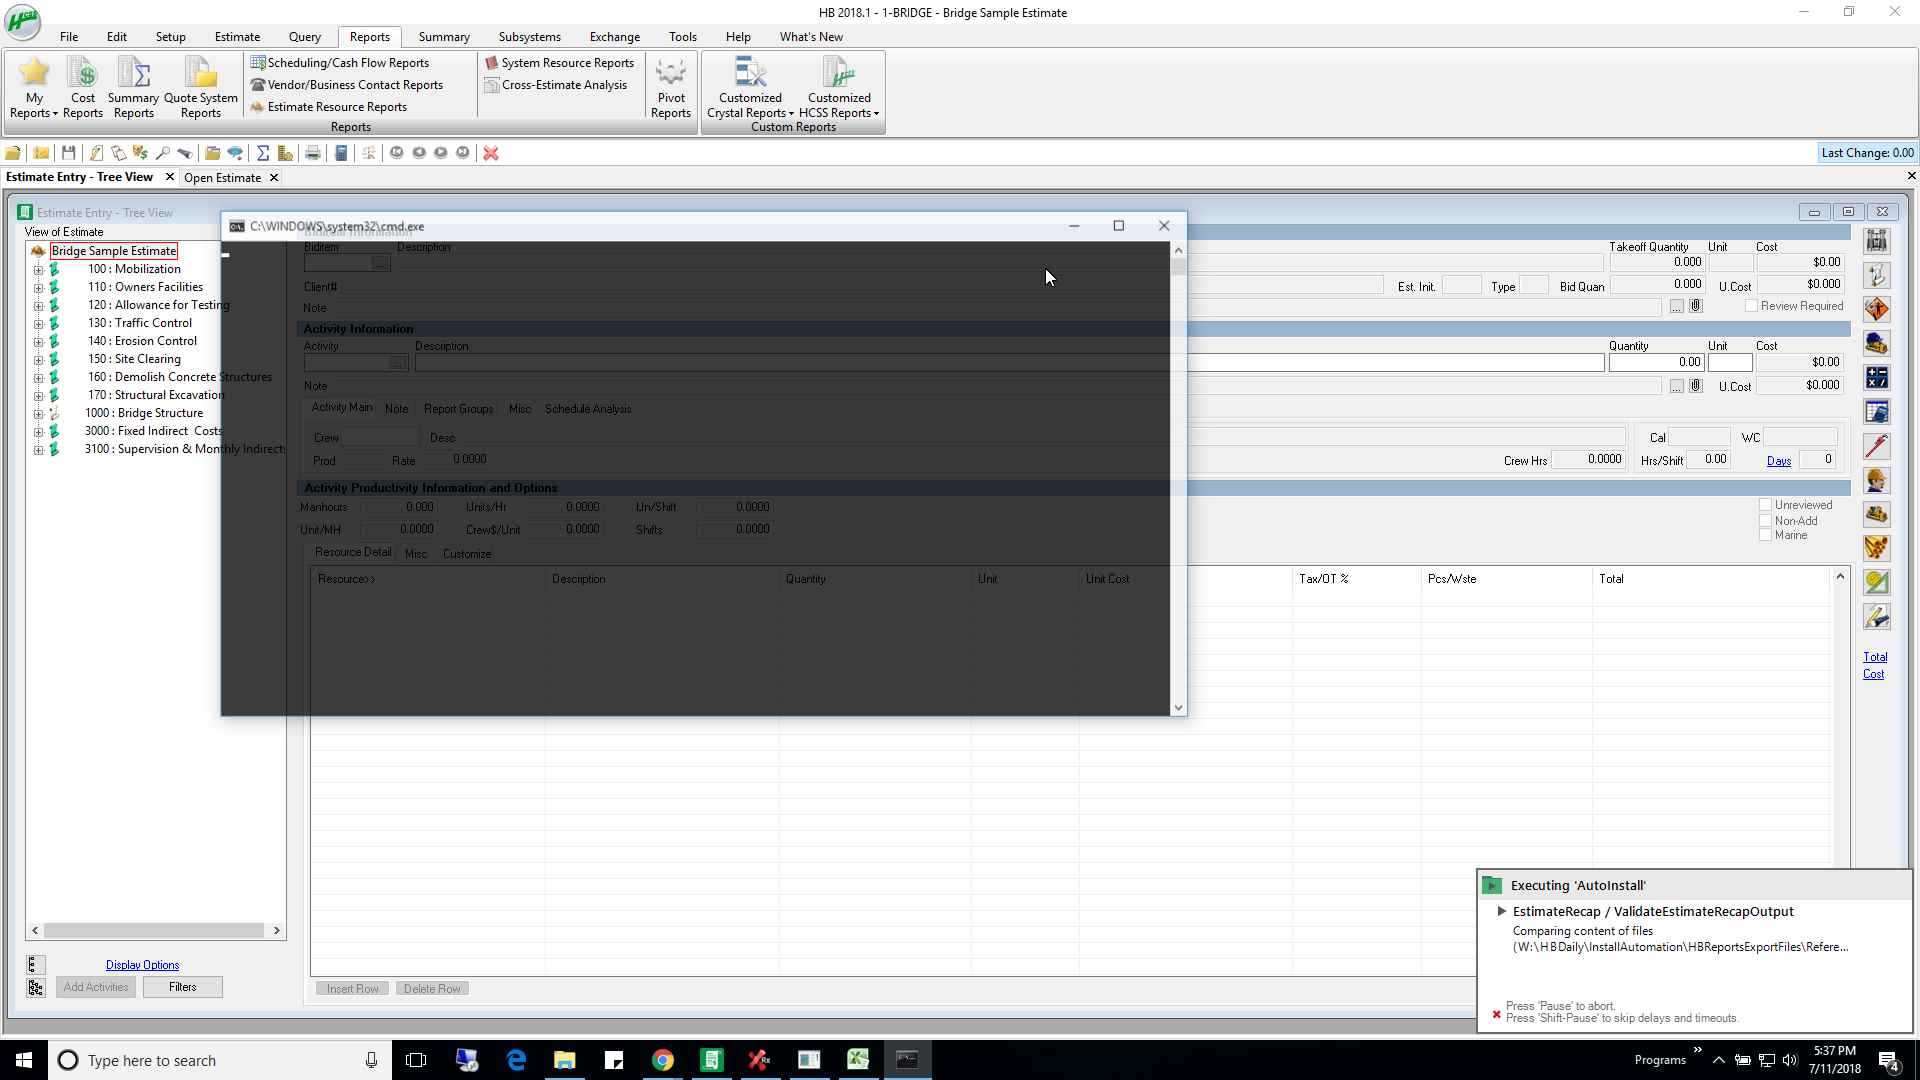 HB 2018.1 - 1-BRIDGE - Bridge Sample Estimate
File Edit Setup Estimate Query Reports Summary Subsystems Exchange Tools Help What's New
My Reports
Cost Reports
Summary Reports
Quote System Reports
Scheduling/Cash Flow Reports
Vendor/Business Contact Reports
Estimate Resource Reports
System Resource Reports
Cross-Estimate Analysis
Pivot Reports
Customized Crystal Reports
Customized HCSS Reports
Reports
Custom Reports
Last Change: 0.00
Estimate Entry - Tree View
Open Estimate
Estimate Entry - Tree View
View of Estimate
Bridge Sample Estimate
100 : Mobilization
110 : Owners Facilities
120 : Allowance for Testing
130 : Traffic Control
140 : Erosion Control
150 : Site Clearing
160 : Demolish Concrete Structures
170 : Structural Excavation
1000 : Bridge Structure
3000 : Fixed Indirect Costs
3100 : Supervision & Monthly Indirects
Display Options
Add Activities
Filters
C:\WINDOWS\system32\cmd.exe
Biditem Information
Biditem Description Takeoff Quantity Unit Cost
0.000 $0.00
Client# Est. Init. Type Bid Quan 0.000 U.Cost $0.000
Note Review Required
Activity Information
Activity Description Quantity Unit Cost
0.00 $0.00
Note U.Cost $0.000
Activity Main Note Report Groups Misc Schedule Analysis
Crew Desc Cal WC
Prod Rate 0.0000 Crew Hrs 0.0000 Hrs/Shift 0.00 Days 0
Activity Productivity Information and Options
Manhours 0.000 Units/Hr 0.0000 Un/Shift 0.0000
Unit/MH 0.0000 Crew$/Unit 0.0000 Shifts 0.0000
Unreviewed
Non-Add
Marine
Resource Detail Misc Customize
Resource>> Description Quantity Unit Unit Cost Tax/OT % Pcs/Wste Total
Total Cost
Insert Row Delete Row
Executing 'AutoInstall'
EstimateRecap / ValidateEstimateRecapOutput
Comparing content of files
(W:\HBDaily\InstallAutomation\HBReportsExportFiles\Refere...
Press 'Pause' to abort.
Press 'Shift-Pause' to skip delays and timeouts.
Type here to search
Programs
5:37 PM
7/11/2018
4